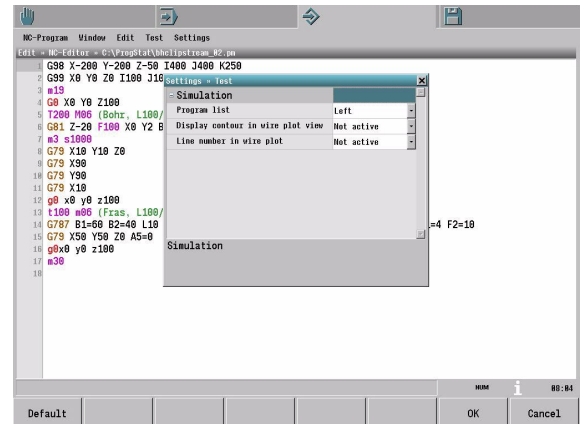 NC-Program Window Edit Test Settings
Edit » NC-Editor » C:\ProgStat\bhclipstream_02.pm
1 G98 X-200 Y-200 Z-50 I400 J400 K250
2 G99 X0 Y0 Z0 I100 J10
3 m19
4 G0 X0 Y0 Z100
5 T200 M06 (Bohr, L100/
6 G81 Z-20 F100 X0 Y2 B
7 m3 s1000
8 G79 X10 Y10 Z0
9 G79 X90
10 G79 Y90
11 G79 X10
12 g0 x0 y0 z100
13 t100 m06 (Fras, L100/
14 G787 B1=60 B2=40 L10 =4 F2=10
15 G79 X50 Y50 Z0 A5=0
16 g0x0 y0 z100
17 m30
18
Settings » Test
- Simulation
Program list Left
Display contour in wire plot view Not active
Line number in wire plot Not active
Simulation
NUM 08:04
Default OK Cancel